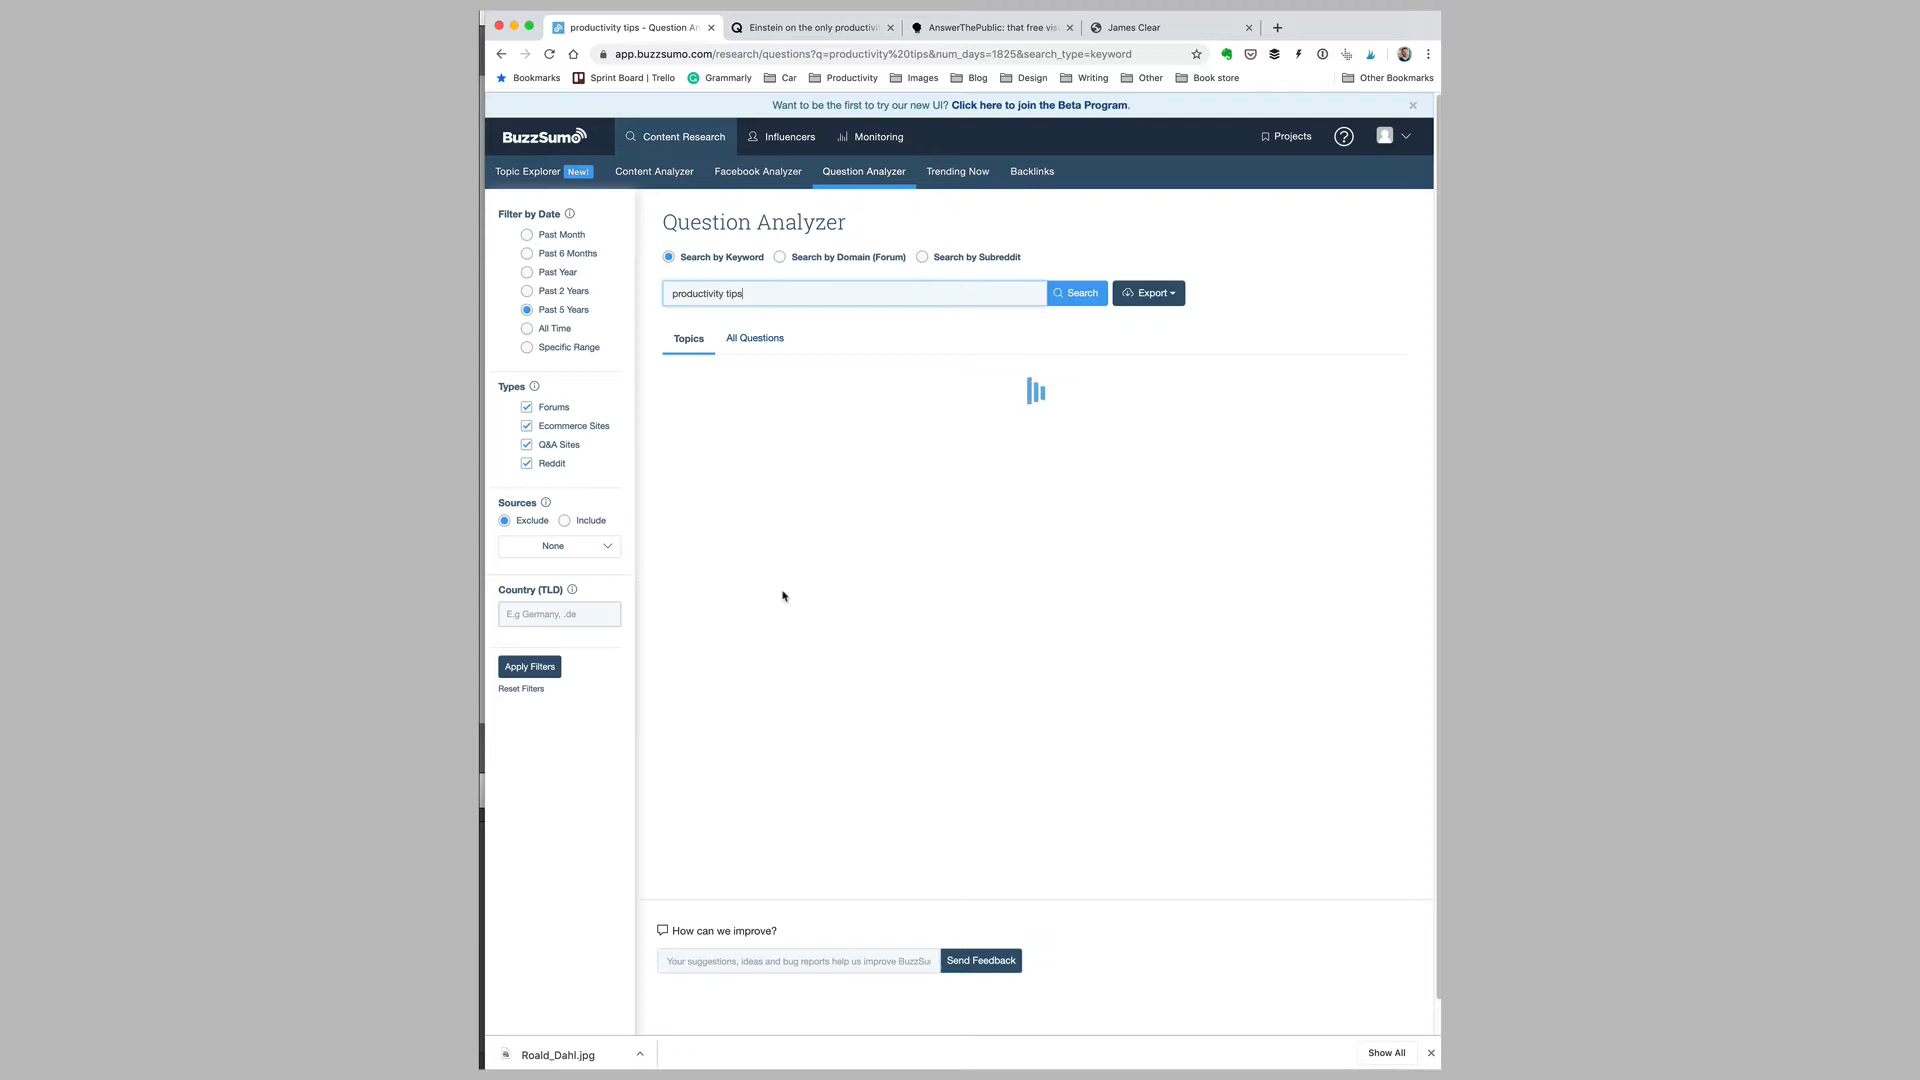 productivity tips - Question An
Einstein on the only productivit
AnswerThePublic: that free vis
James Clear
app.buzzsumo.com/research/questions?q=productivity%20tips&num_days=1825&search_type=keyword
Bookmarks
Sprint Board | Trello
Grammarly
Car
Productivity
Images
Blog
Design
Writing
Other
Book store
Other Bookmarks
Want to be the first to try our new UI? Click here to join the Beta Program.
BuzzSumo
Content Research
Influencers
Monitoring
Projects
Topic Explorer New!
Content Analyzer
Facebook Analyzer
Question Analyzer
Trending Now
Backlinks
Filter by Date
Past Month
Past 6 Months
Past Year
Past 2 Years
Past 5 Years
All Time
Specific Range
Types
Forums
Ecommerce Sites
Q&A Sites
Reddit
Sources
Exclude
Include
None
Country (TLD)
E.g Germany, .de
Apply Filters
Reset Filters
Question Analyzer
Search by Keyword
Search by Domain (Forum)
Search by Subreddit
productivity tips
Search
Export
Topics
All Questions
How can we improve?
Your suggestions, ideas and bug reports help us improve BuzzSu
Send Feedback
Roald_Dahl.jpg
Show All